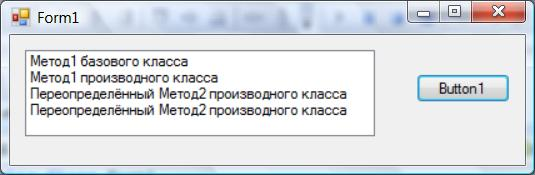 Form1
Метод1 базового класса
Метод1 производного класса
Переопределённый Метод2 производного класса
Переопределённый Метод2 производного класса
Button1